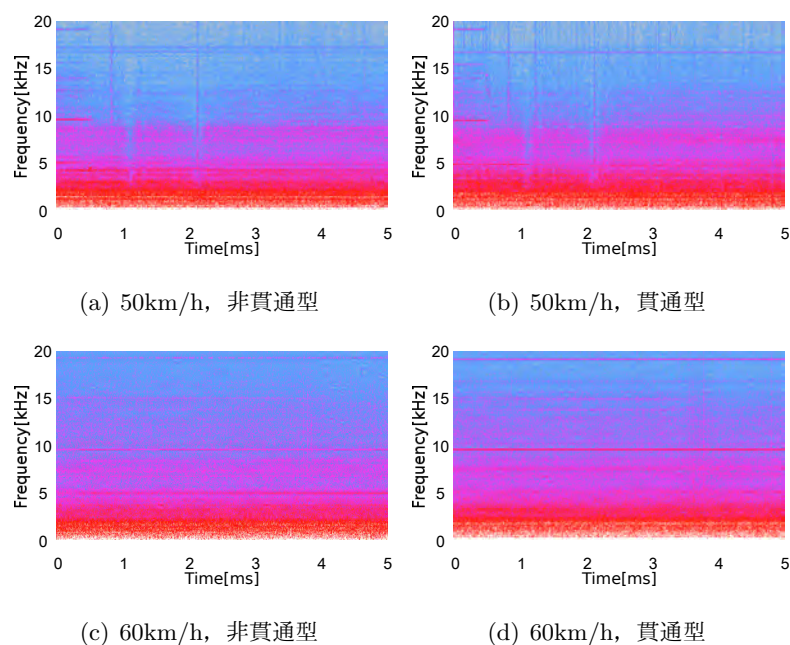 20
15
10
5
0
Frequency[kHz]
0 1 2 3 4 5
Time[ms]
(a) 50km/h, 非貫通型
20
15
10
5
0
Frequency[kHz]
0 1 2 3 4 5
Time[ms]
(b) 50km/h, 貫通型
20
15
10
5
0
Frequency[kHz]
0 1 2 3 4 5
Time[ms]
(c) 60km/h, 非貫通型
20
15
10
5
0
Frequency[kHz]
0 1 2 3 4 5
Time[ms]
(d) 60km/h, 貫通型